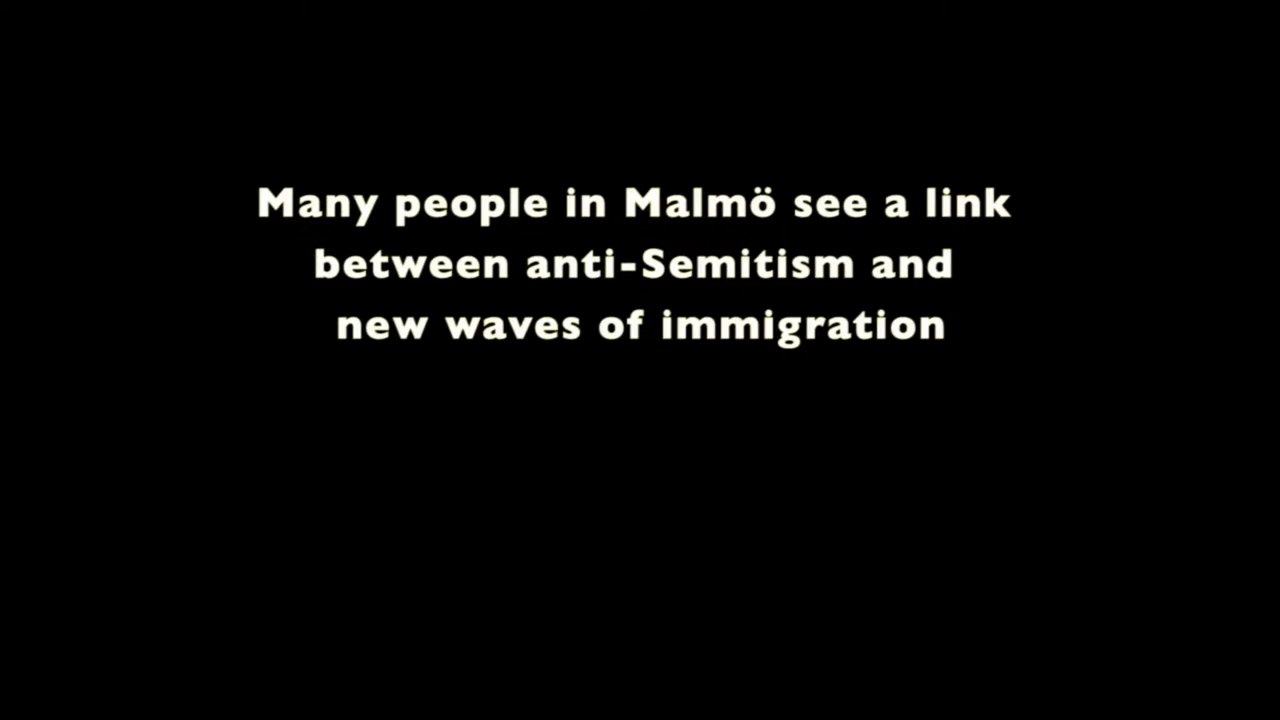 Many people in Malmö see a link
between anti-Semitism and
new waves of immigration